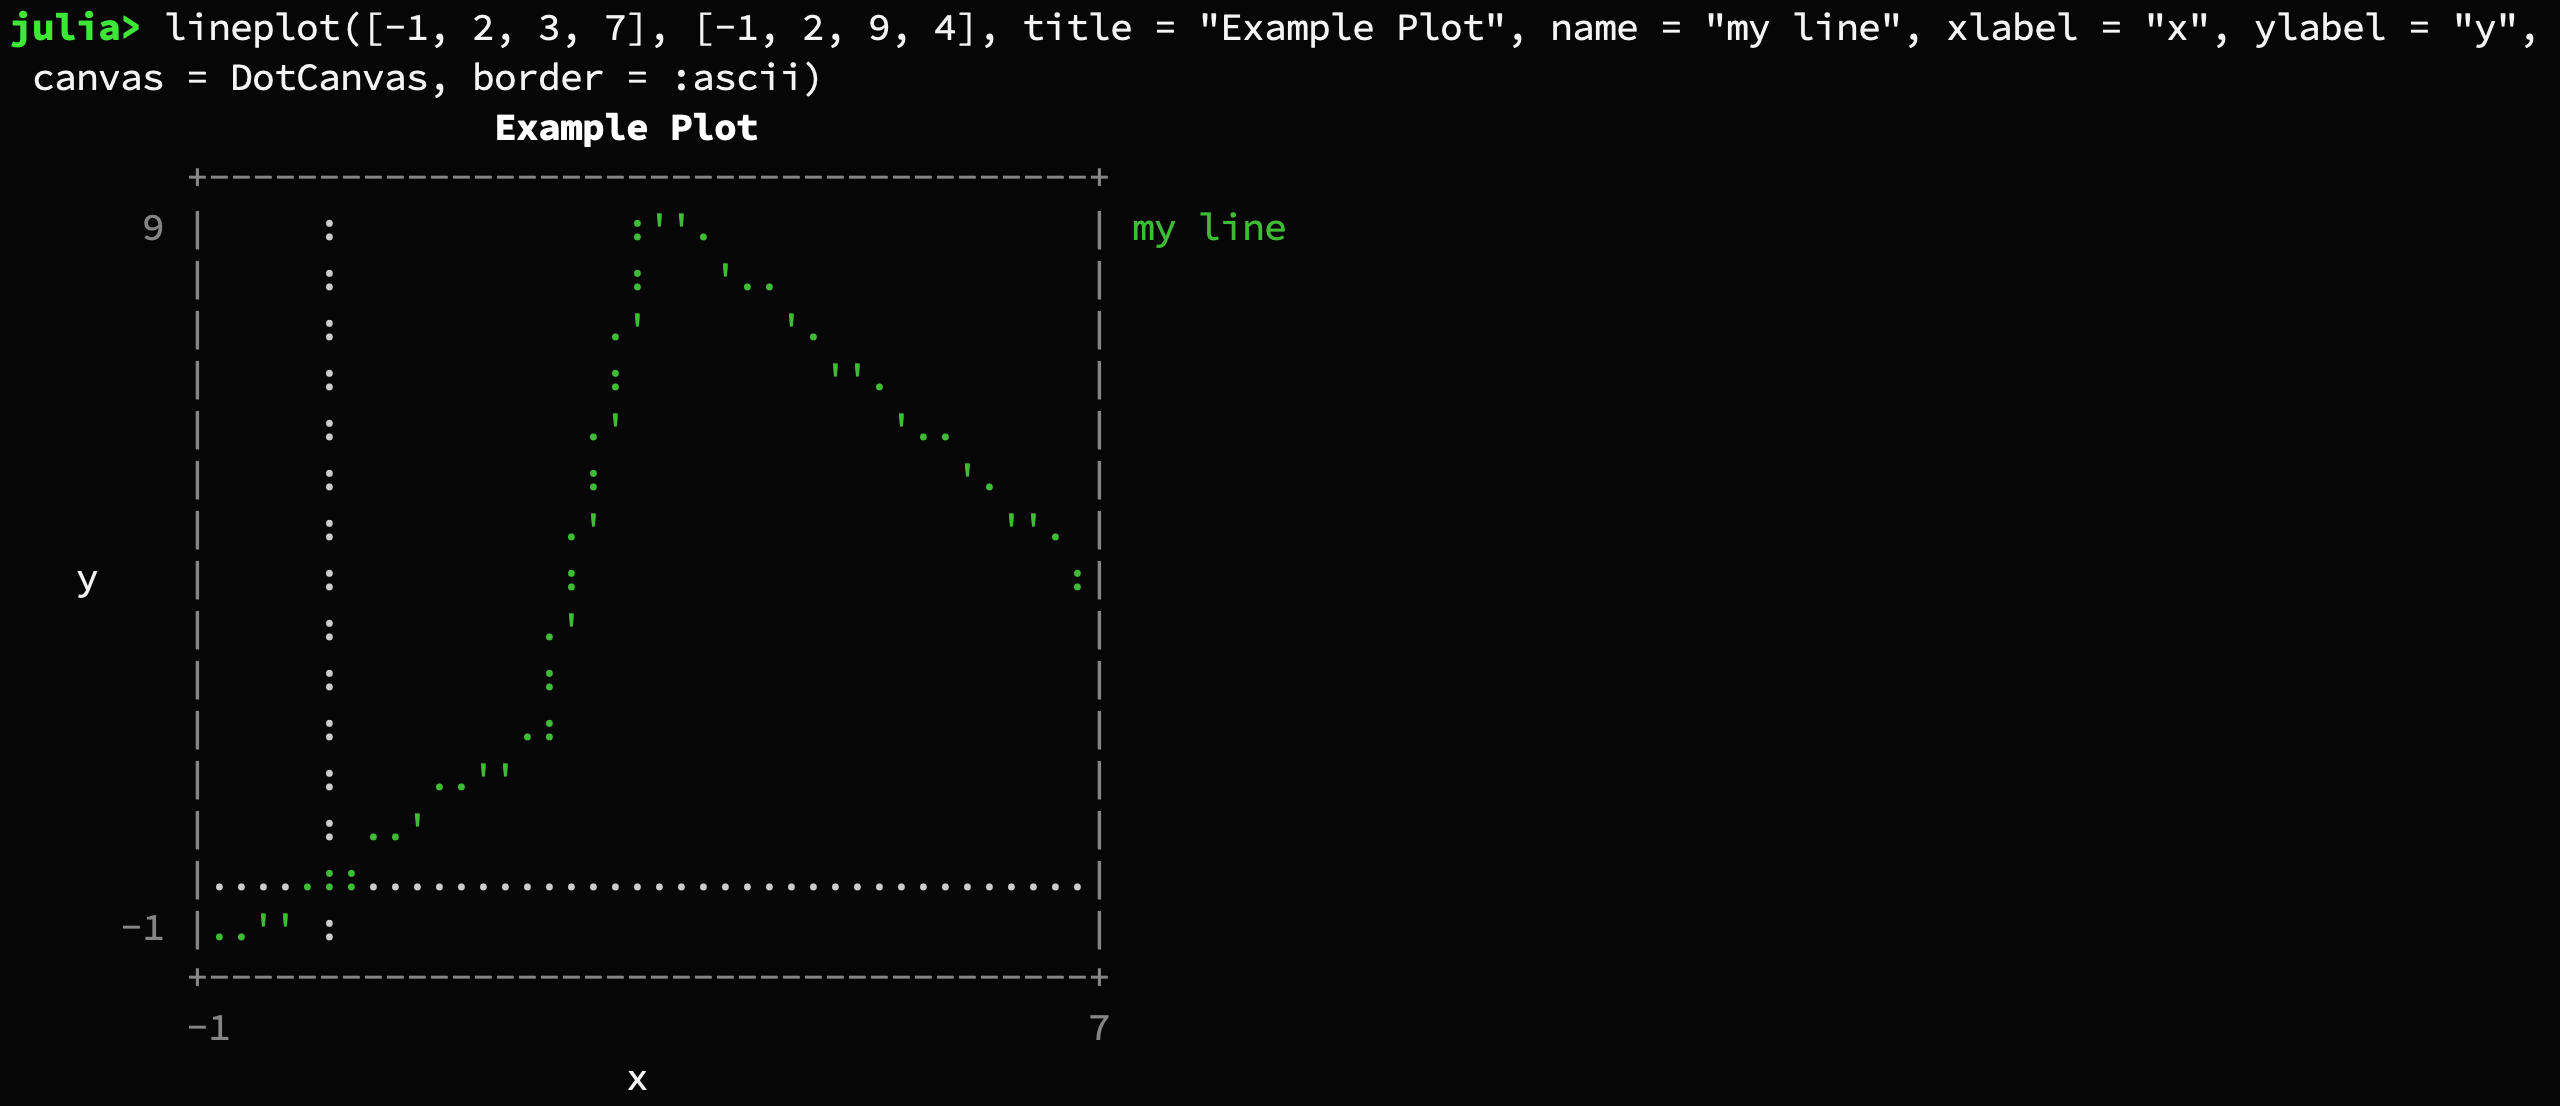 julia> lineplot([-1, 2, 3, 7], [-1, 2, 9, 4], title = "Example Plot", name = "my line", xlabel = "x", ylabel = "y",
canvas = DotCanvas, border = :ascii)
Example Plot
9 my line
y
-1
-1 7
x